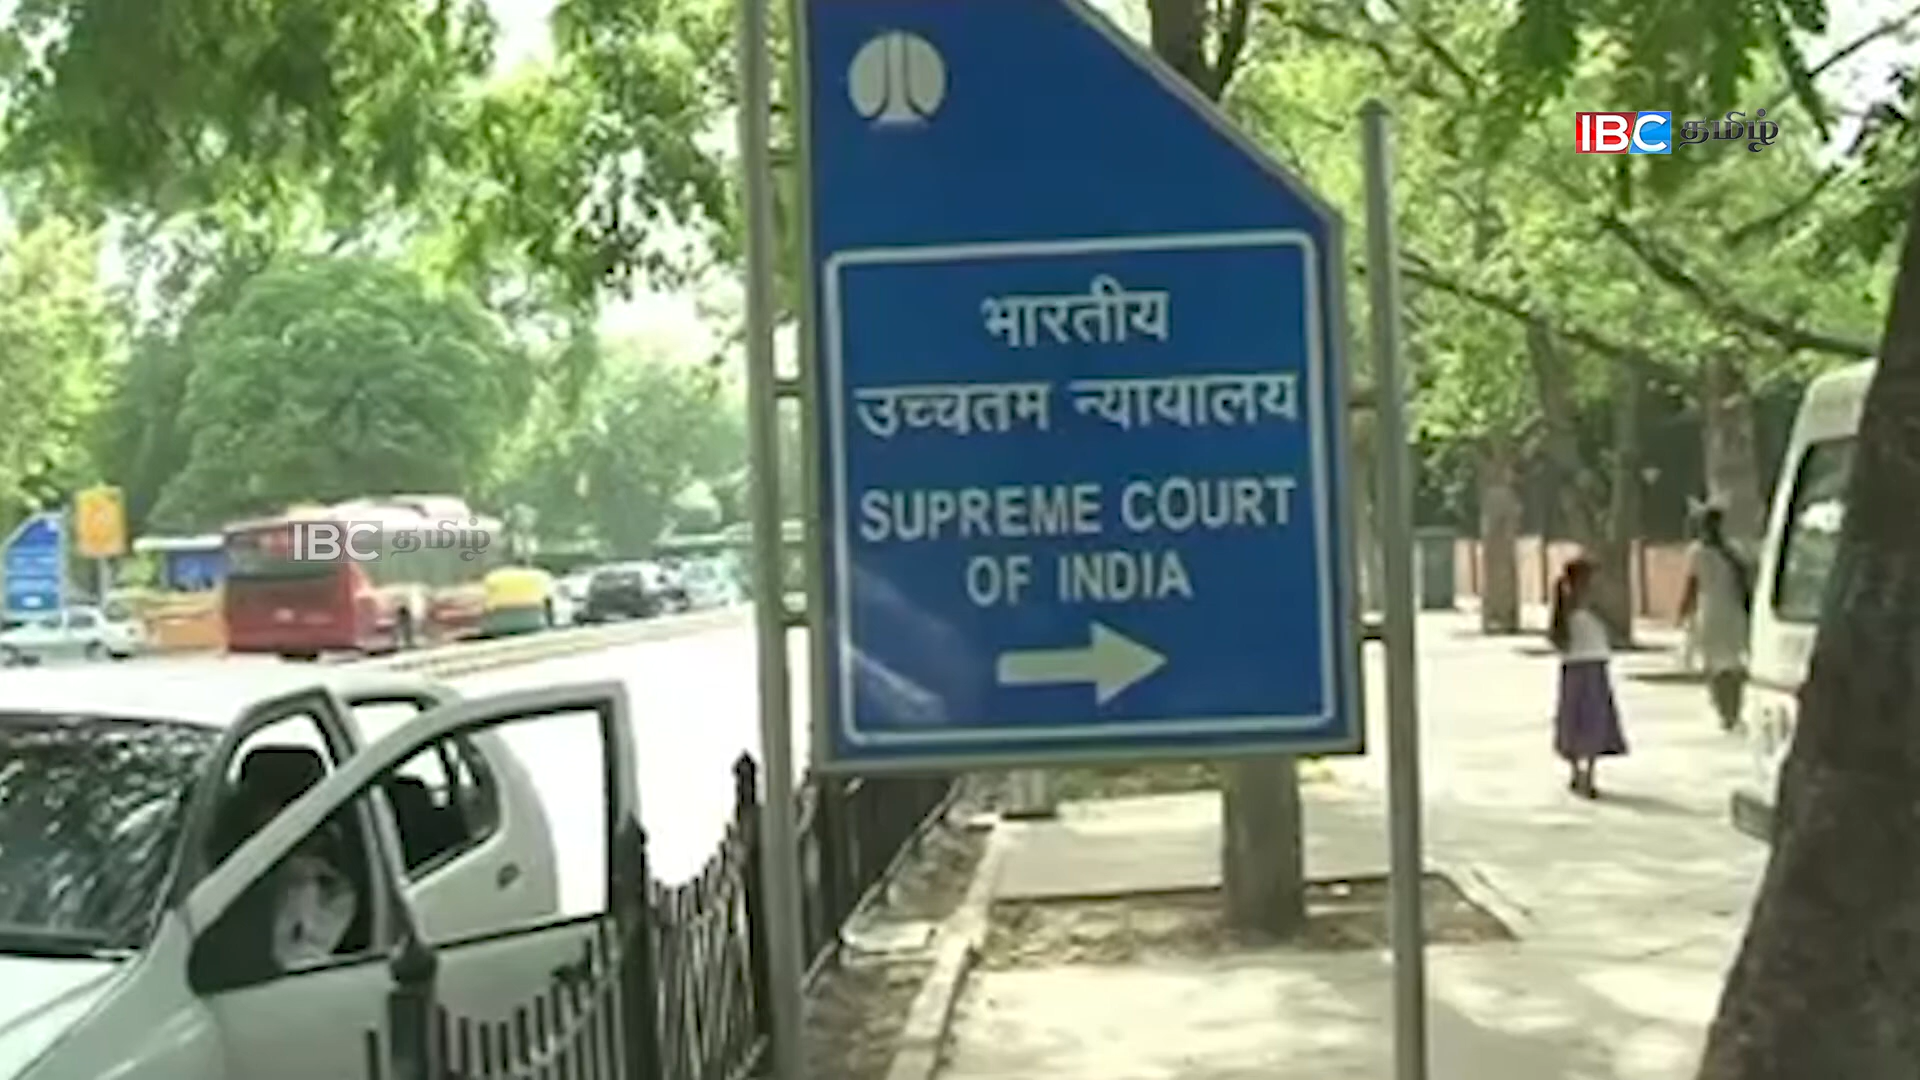 IBC தமிழ்
भारतीय
उच्चतम न्यायालय
SUPREME COURT
OF INDIA
IBC தமிழ்